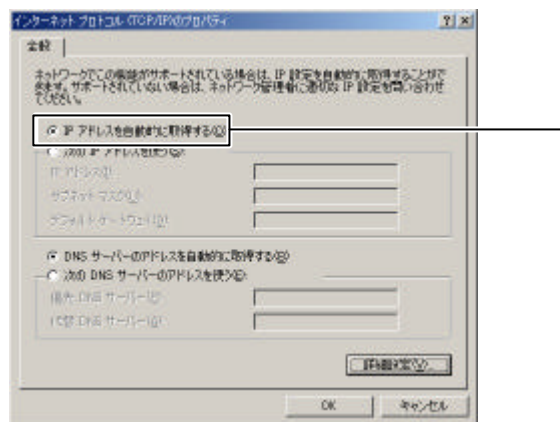 インターネット プロトコル (TCP/IP)のプロパティ
全般
ネットワークでこの機能がサポートされている場合は、IP 設定を自動的に取得することがで
きます。サポートされていない場合は、ネットワーク管理者に適切な IP 設定を問い合わせ
てください。
IP アドレスを自動的に取得する(O)
次の IP アドレスを使う(S):
IP アドレス(I):
サブネット マスク(U):
デフォルト ゲートウェイ(D):
DNS サーバーのアドレスを自動的に取得する(B)
次の DNS サーバーのアドレスを使う(E):
優先 DNS サーバー(P):
代替 DNS サーバー(A):
詳細設定(V)...
OK
キャンセル